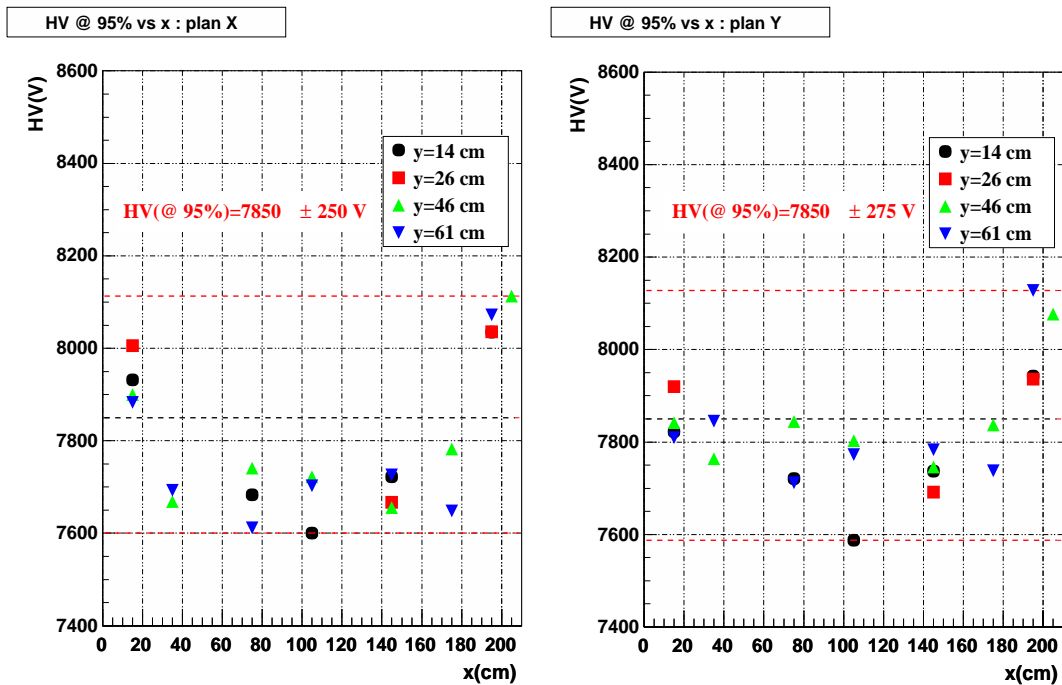 HV @ 95% vs x : plan X
HV(V)
8600
8400
8200
8000
7800
7600
7400
y=14 cm
y=26 cm
y=46 cm
y=61 cm
HV(@ 95%)=7850 ± 250 V
0 20 40 60 80 100 120 140 160 180 200
x(cm)
HV @ 95% vs x : plan Y
HV(V)
8600
8400
8200
8000
7800
7600
7400
y=14 cm
y=26 cm
y=46 cm
y=61 cm
HV(@ 95%)=7850 ± 275 V
0 20 40 60 80 100 120 140 160 180 200
x(cm)